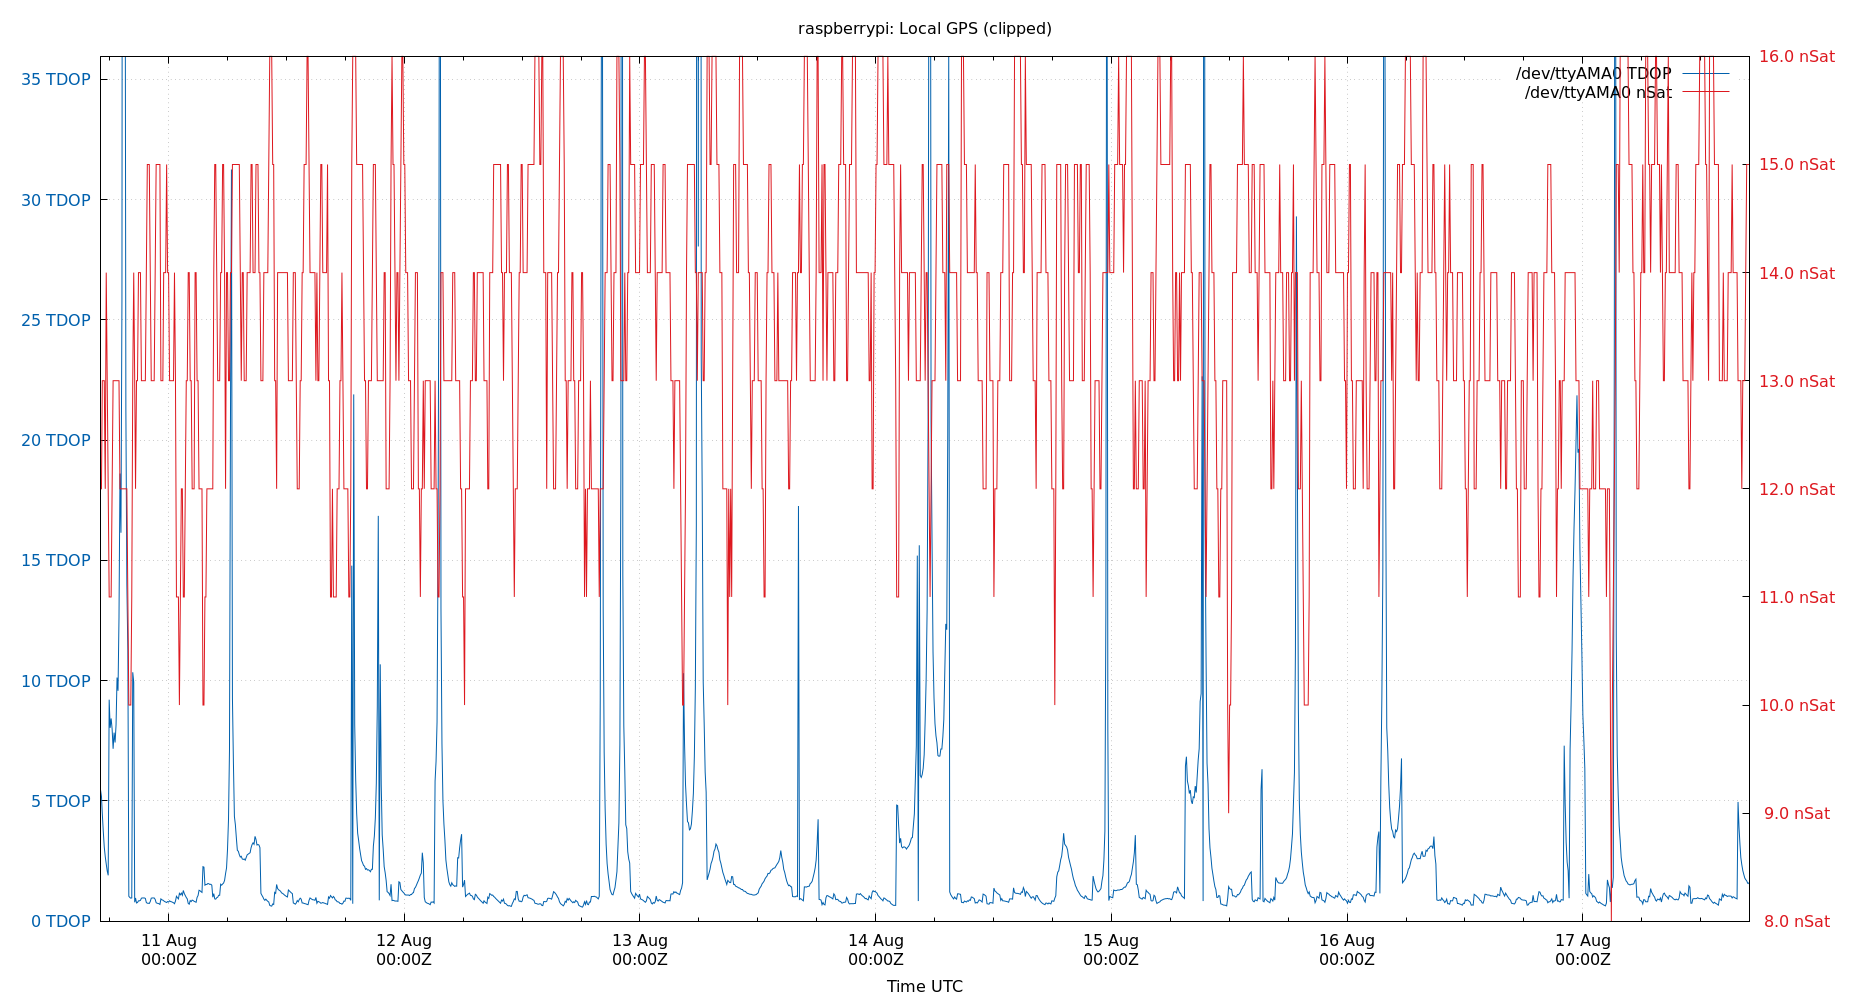 raspberrypi: Local GPS (clipped)
/dev/ttyAMA0 TDOP
/dev/ttyAMA0 nSat
35 TDOP
30 TDOP
25 TDOP
20 TDOP
15 TDOP
10 TDOP
5 TDOP
0 TDOP
16.0 nSat
15.0 nSat
14.0 nSat
13.0 nSat
12.0 nSat
11.0 nSat
10.0 nSat
9.0 nSat
8.0 nSat
11 Aug
00:00Z
12 Aug
00:00Z
13 Aug
00:00Z
14 Aug
00:00Z
15 Aug
00:00Z
16 Aug
00:00Z
17 Aug
00:00Z
Time UTC